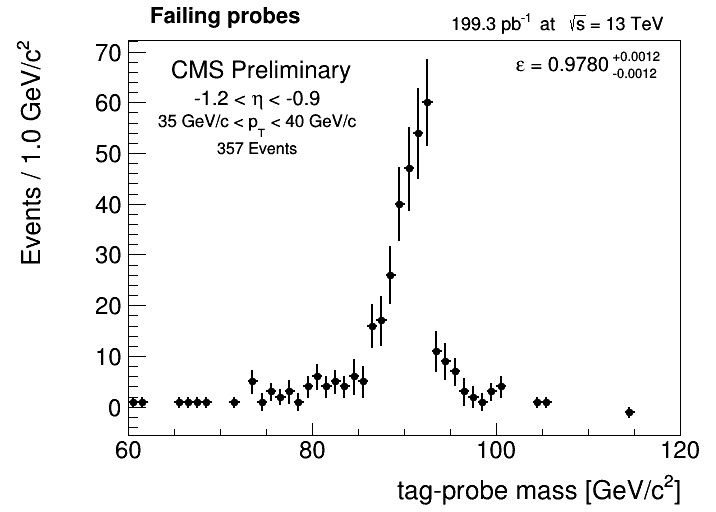 Failing probes
199.3 pb⁻¹ at √s = 13 TeV
CMS Preliminary
-1.2 < η < -0.9
35 GeV/c < p_T < 40 GeV/c
357 Events
ε = 0.9780 +0.0012 -0.0012
Events / 1.0 GeV/c²
70
60
50
40
30
20
10
0
60 80 100 120
tag-probe mass [GeV/c²]